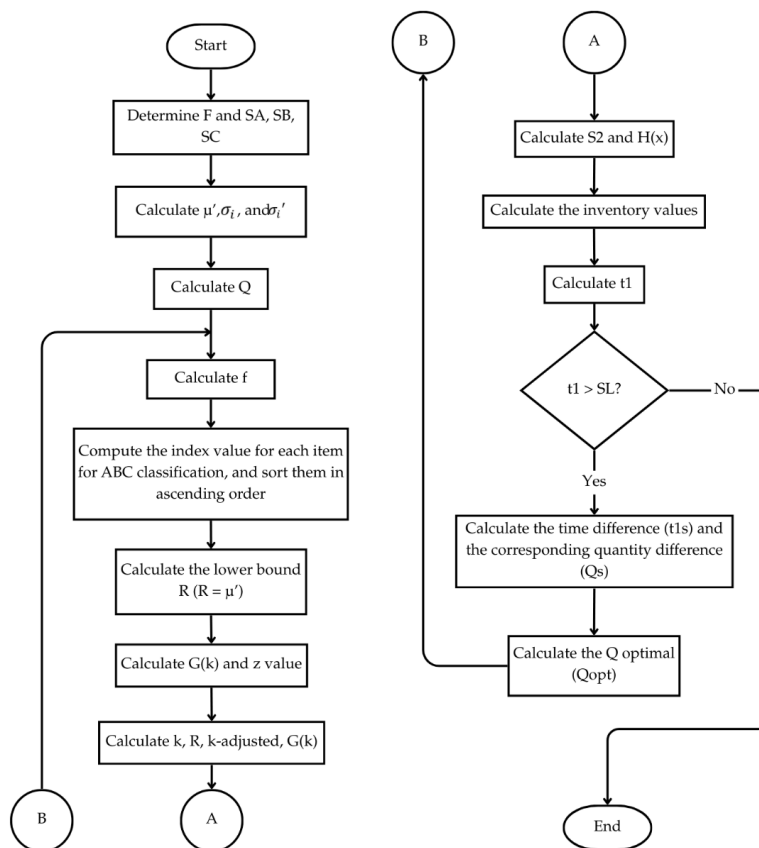 Start
Determine F and SA, SB,
SC
Calculate μ′,σᵢ , andσᵢ′
Calculate Q
Calculate f
Compute the index value for each item
for ABC classification, and sort them in
ascending order
Calculate the lower bound
R (R = μ′)
Calculate G(k) and z value
Calculate k, R, k-adjusted, G(k)
B
A
B
A
Calculate S2 and H(x)
Calculate the inventory values
Calculate t1
t1 > SL?
No
Yes
Calculate the time difference (t1s) and
the corresponding quantity difference
(Qs)
Calculate the Q optimal
(Qopt)
End